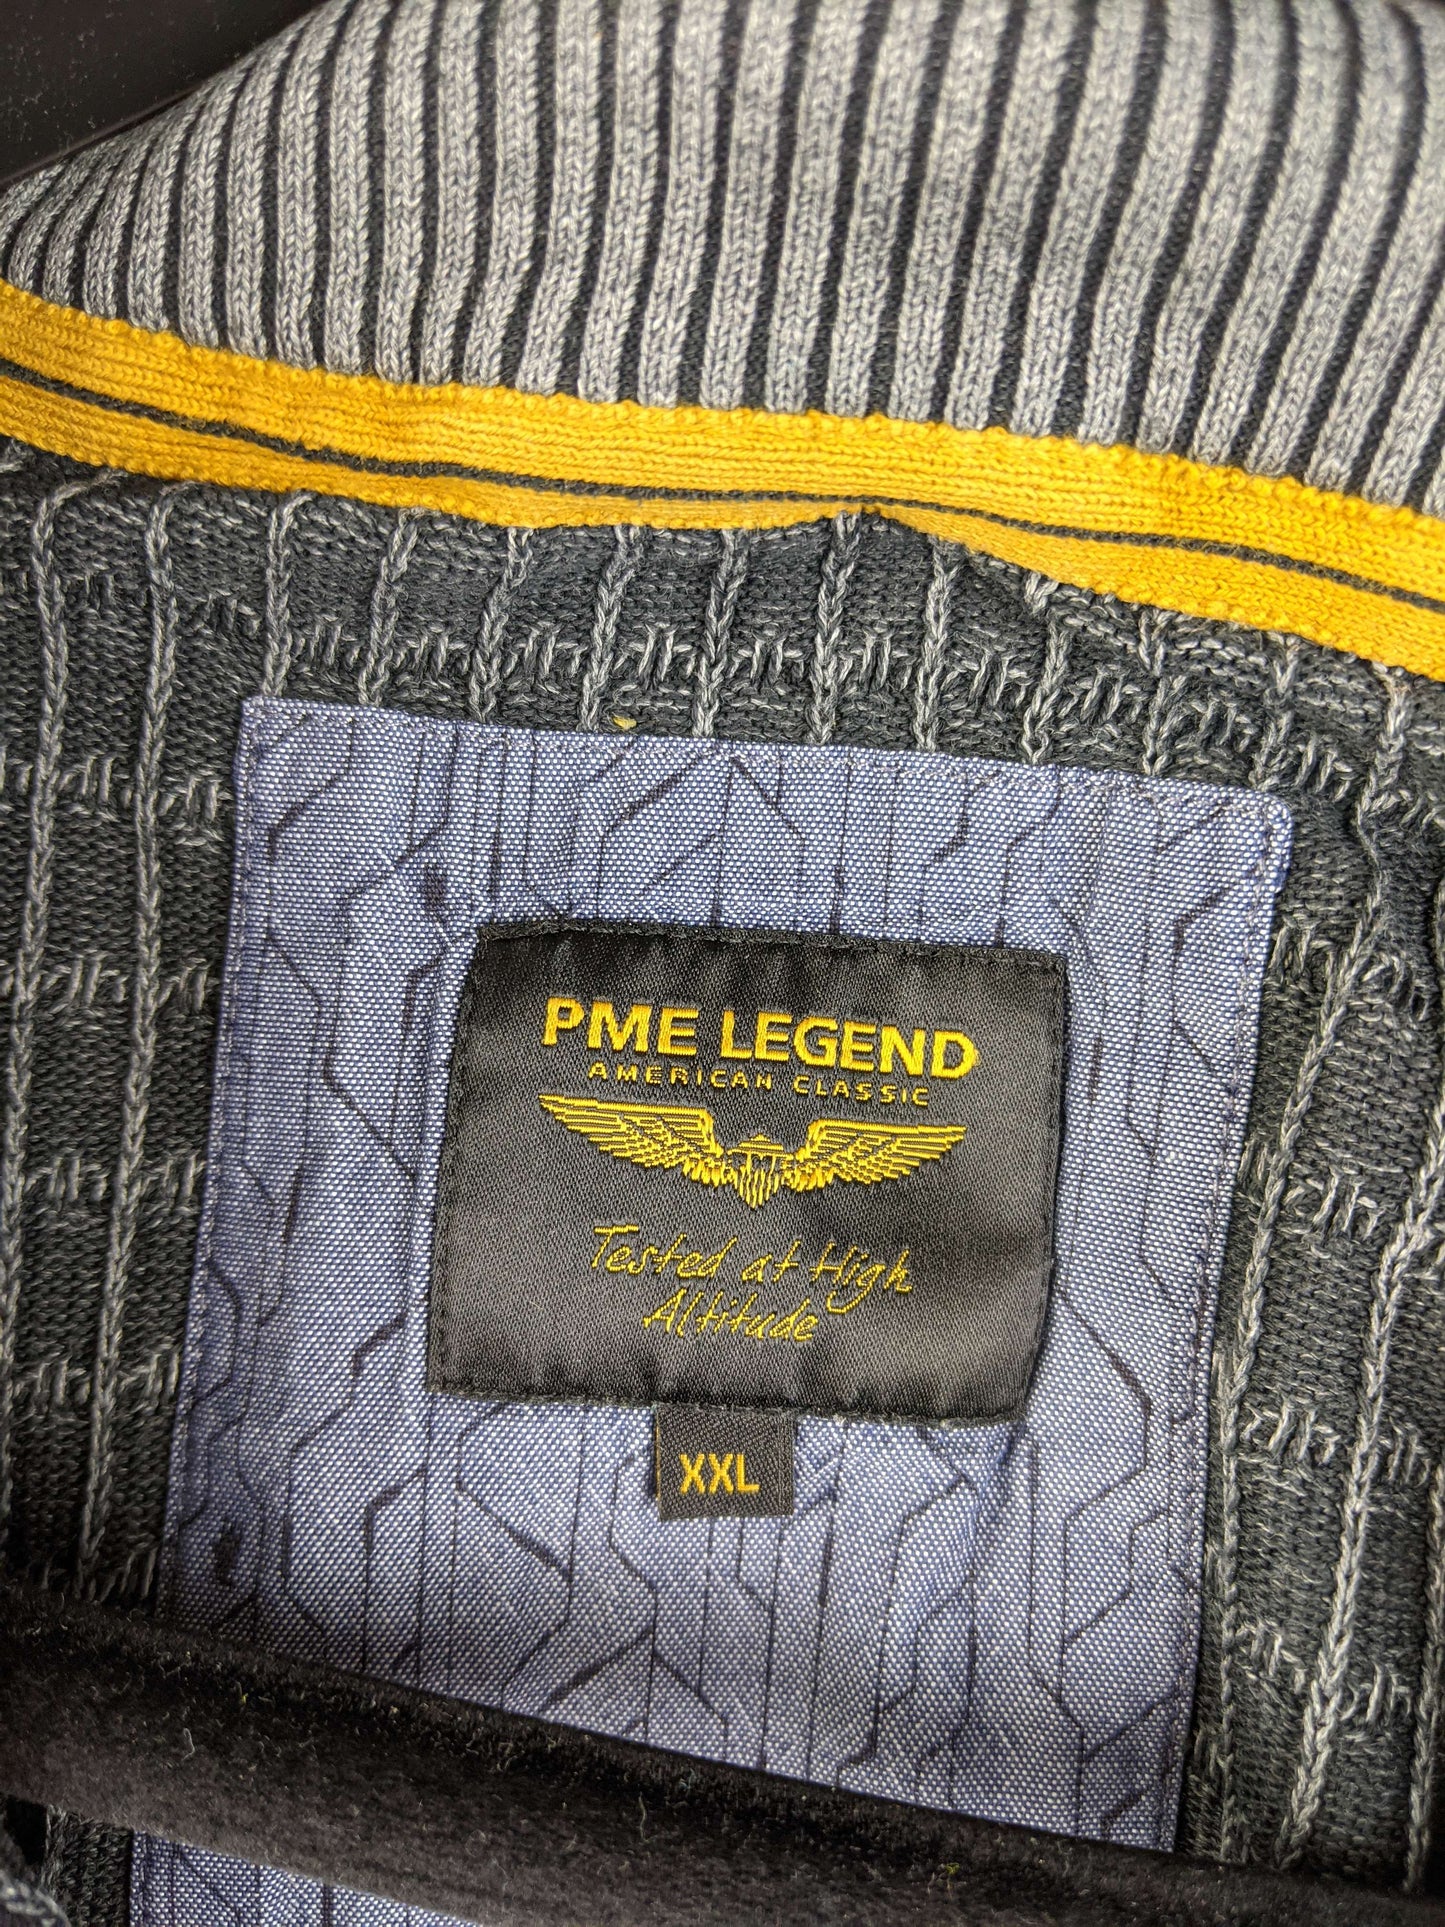 PME LEGEND
AMERICAN CLASSIC
Tested at High
Altitude
XXL